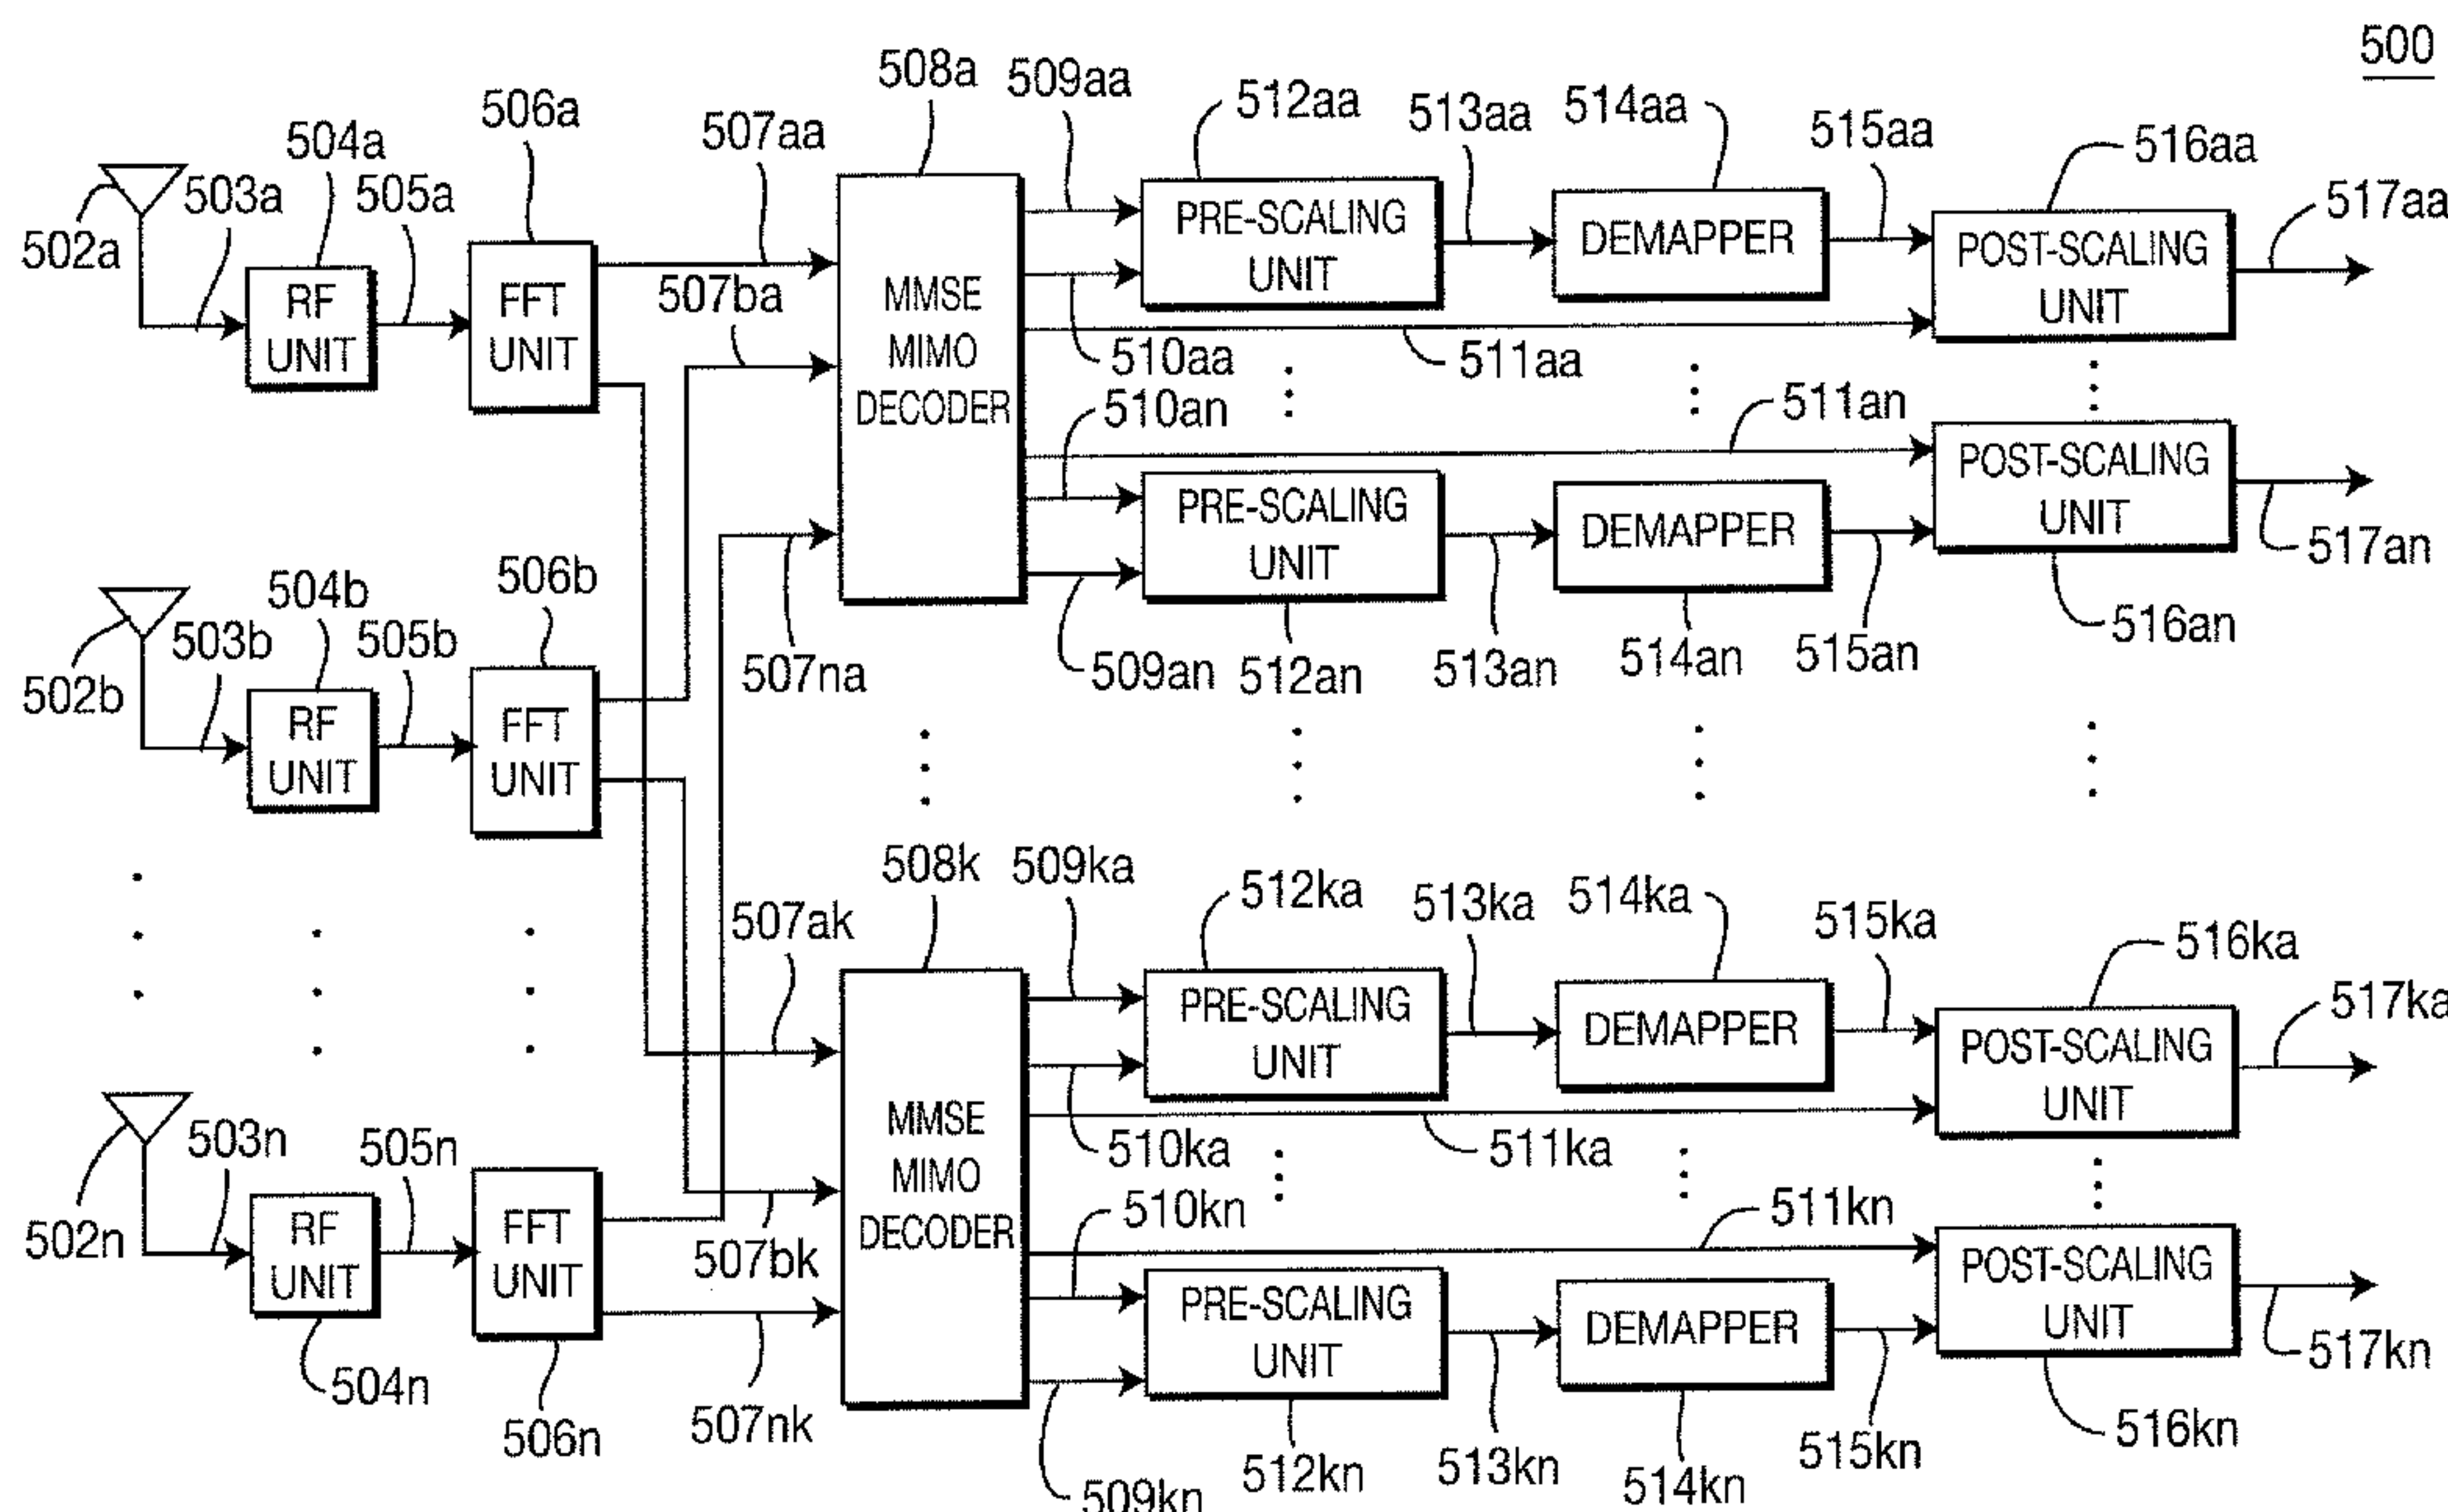 500
508a
509aa
506a
512aa
513aa
514aa
507aa
504a
515aa
516aa
503a
505a
517aa
502a
PRE-SCALING
UNIT
DEMAPPER
POST-SCALING
UNIT
RF
UNIT
FFT
UNIT
507ba
MMSE
MIMO
DECODER
510aa
511aa
510an
511an
PRE-SCALING
UNIT
DEMAPPER
POST-SCALING
UNIT
517an
506b
504b
503b
505b
507na
509an
512an
513an
514an
515an
516an
502b
RF
UNIT
FFT
UNIT
508k
509ka
512ka
513ka
514ka
507ak
515ka
516ka
517ka
PRE-SCALING
UNIT
DEMAPPER
POST-SCALING
UNIT
503n
505n
MMSE
MIMO
DECODER
510ka
511ka
510kn
511kn
502n
RF
UNIT
FFT
UNIT
507bk
PRE-SCALING
UNIT
DEMAPPER
POST-SCALING
UNIT
517kn
504n
506n
507nk
509kn
512kn
513kn
514kn
515kn
516kn